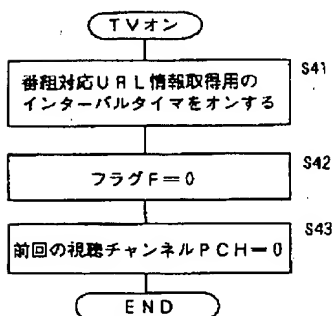 TVオン
番組対応URL情報取得用の
インターバルタイマをオンする
S41
フラグF=0
S42
前回の視聴チャンネルPCH=0
S43
END